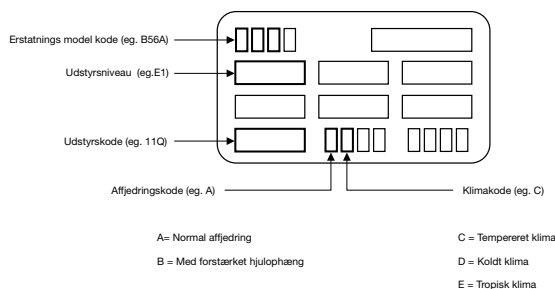 Erstatnings model kode (eg. B56A)
Udstyrsniveau (eg.E1)
Udstyrskode (eg. 11Q)
Affjedringskode (eg. A)
Klimakode (eg. C)
A= Normal affjedring
B = Med forstærket hjulophæng
C = Tempereret klima
D = Koldt klima
E = Tropisk klima